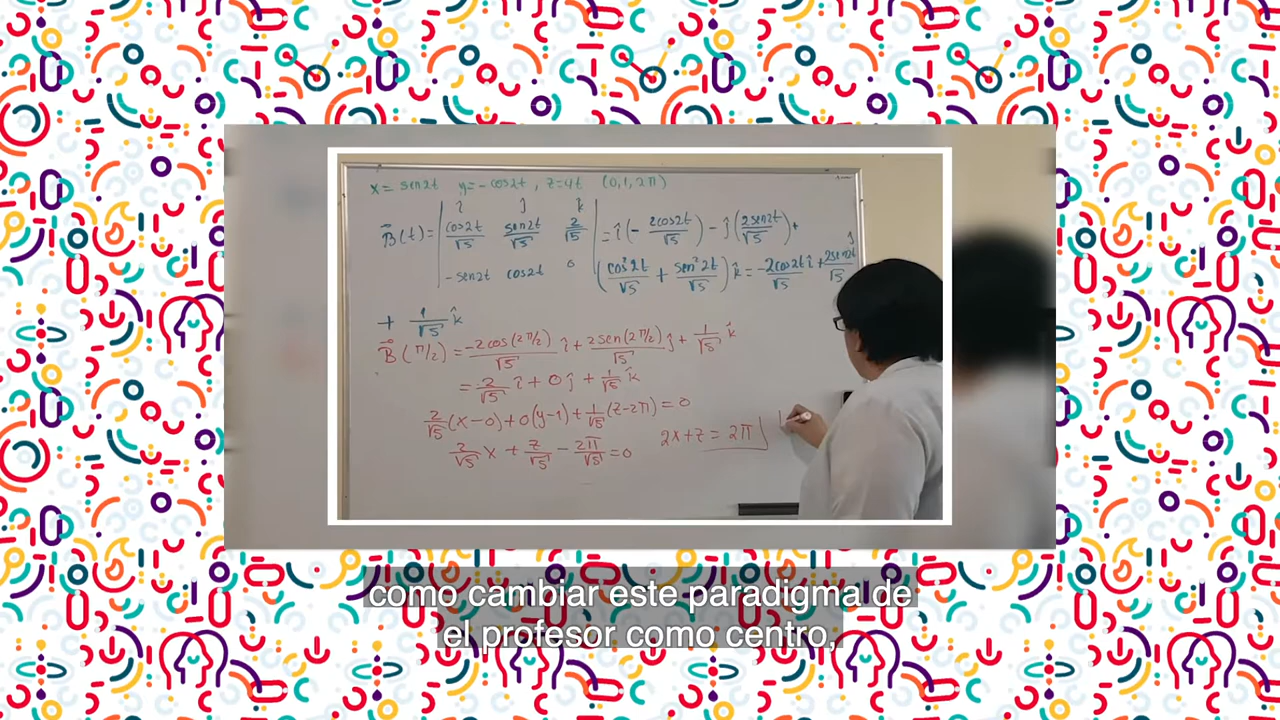 x = sen2t y = -cos2t, z = 4t (0,1,2π)
î ĵ k̂
B⃗(t) = | cos2t/√5 sen2t/√5 2/√5 | = î(- 2cos2t/√5) - ĵ(2sen2t/√5) +
-sen2t cos2t 0 (cos²2t/√5 + sen²2t/√5) k̂ = -2cos2t/√5 î + 2sen2t/√5 ĵ
+ 1/√5 k̂
B⃗(π/2) = -2cos(2π/2)/√5 î + 2sen(2π/2)/√5 ĵ + 1/√5 k̂
= 2/√5 î + 0ĵ + 1/√5 k̂
2/√5 (x-0) + 0(y-1) + 1/√5 (z-2π) = 0
2x+z = 2π
2/√5 x + z/√5 - 2π/√5 = 0
como cambiar este paradigma de
el profesor como centro,